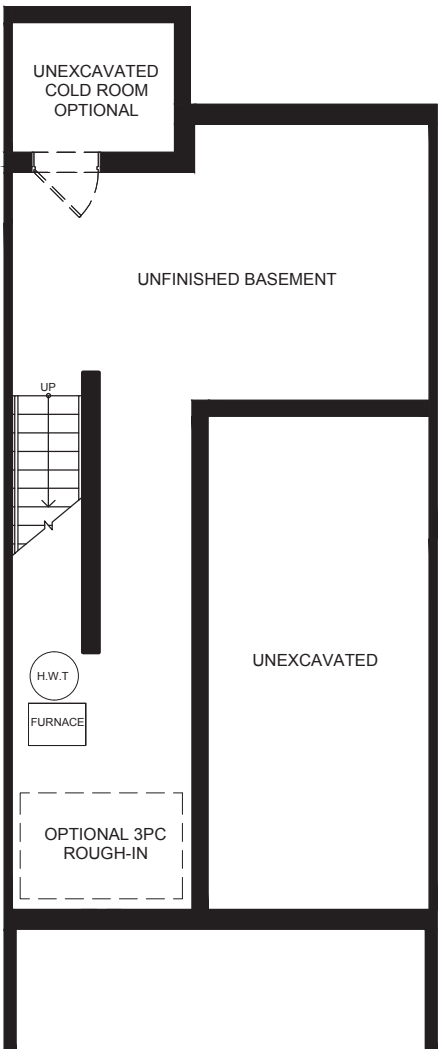 UNEXCAVATED
COLD ROOM
OPTIONAL
UNFINISHED BASEMENT
UP
N
UNEXCAVATED
H.W.T
FURNACE
OPTIONAL 3PC
ROUGH-IN